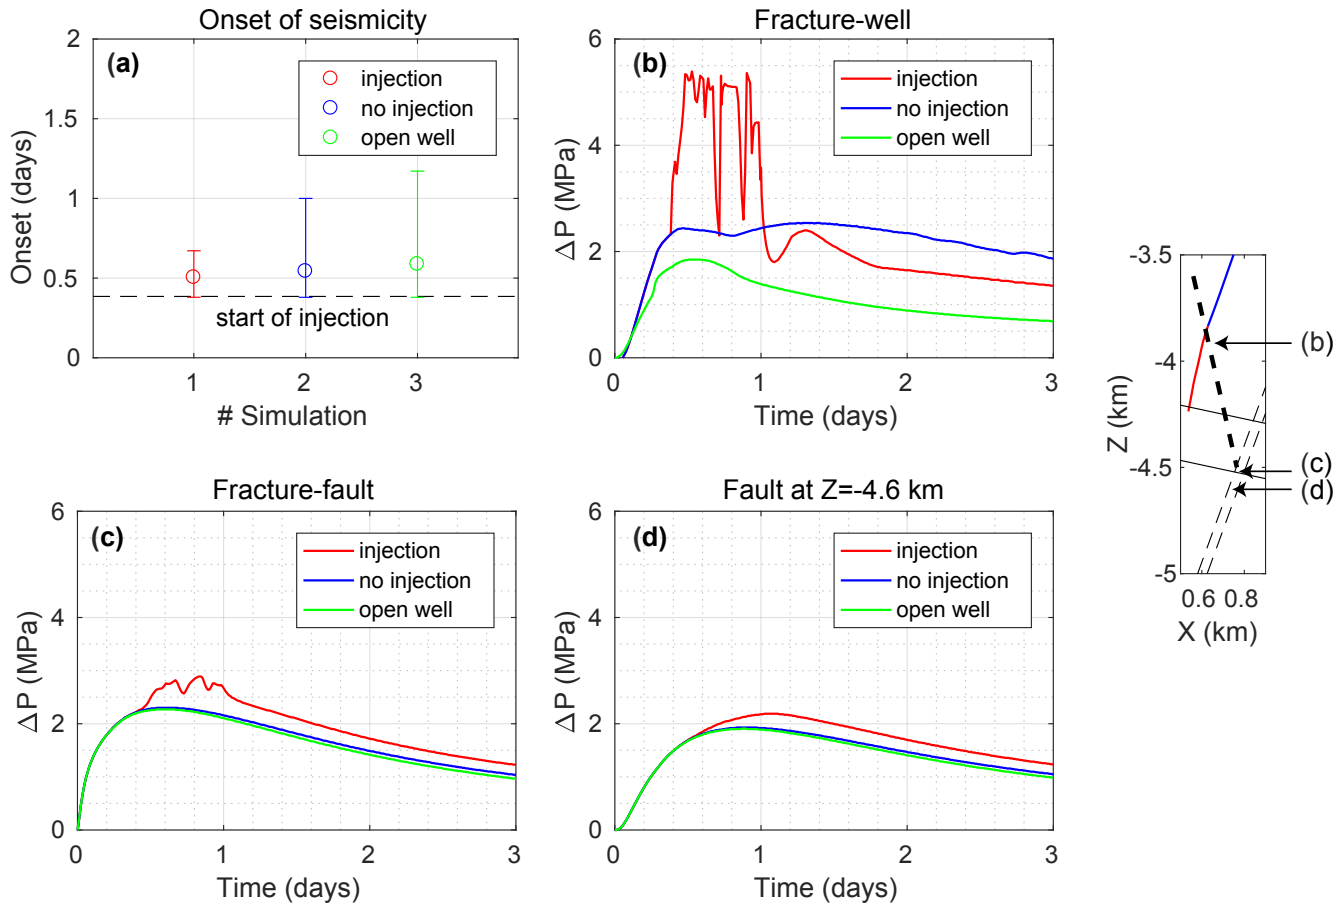 Onset of seismicity
(a)
injection
no injection
open well
start of injection
2
1.5
1
0.5
0
Onset (days)
1 2 3
# Simulation
Fracture-well
(b)
injection
no injection
open well
6
4
2
0
ΔP (MPa)
0 1 2 3
Time (days)
Fracture-fault
(c)
injection
no injection
open well
6
4
2
0
ΔP (MPa)
0 1 2 3
Time (days)
Fault at Z=-4.6 km
(d)
injection
no injection
open well
6
4
2
0
ΔP (MPa)
0 1 2 3
Time (days)
-3.5
-4
-4.5
-5
Z (km)
0.6 0.8
X (km)
(b)
(c)
(d)